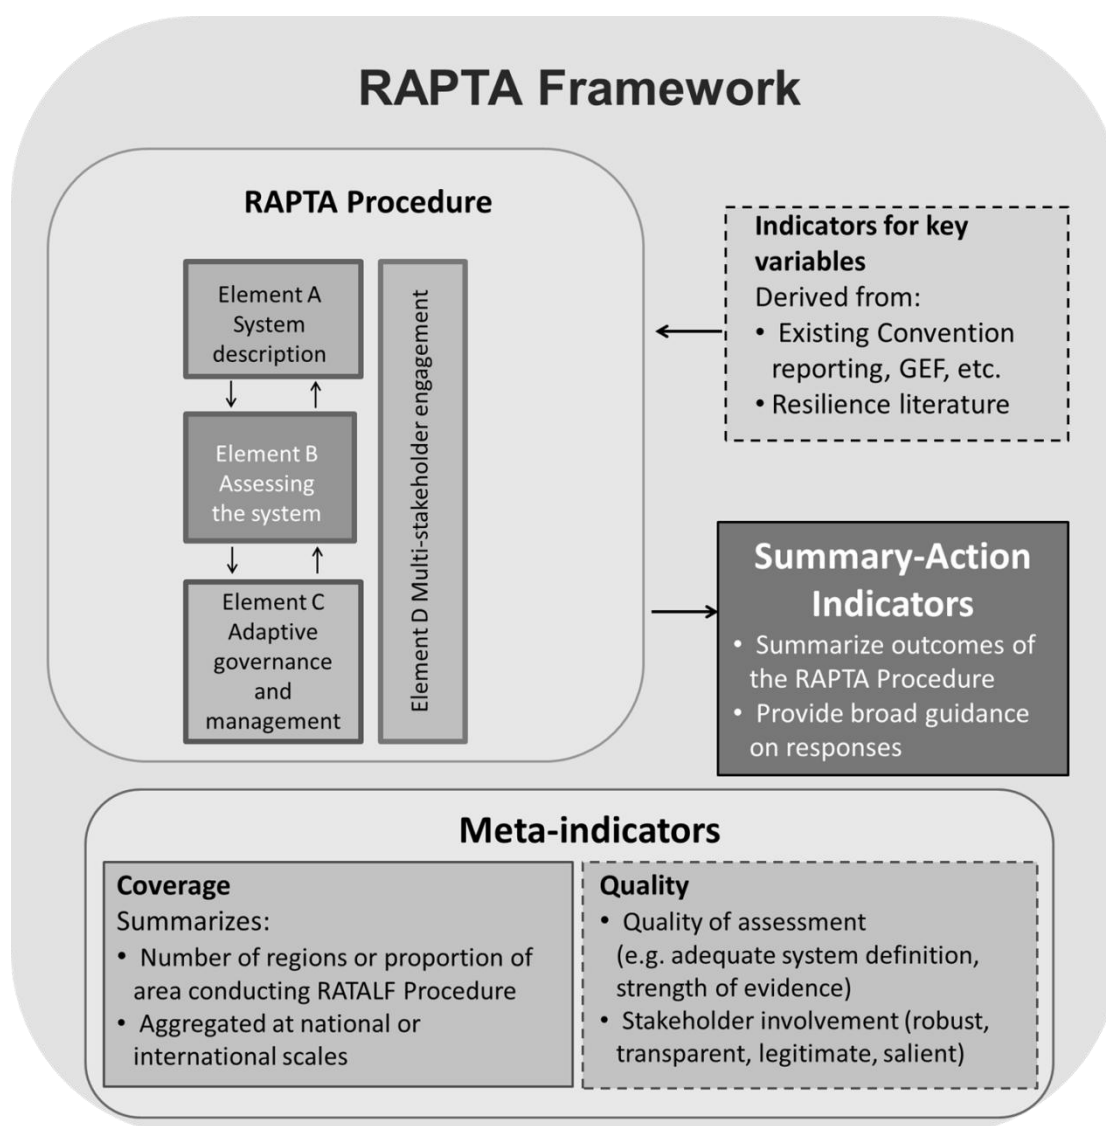 RAPTA Framework
RAPTA Procedure
Element A
System
description
Element B
Assessing
the system
Element C
Adaptive
governance
and
management
Element D Multi-stakeholder engagement
Indicators for key
variables
Derived from:
• Existing Convention
reporting, GEF, etc.
• Resilience literature
Summary-Action
Indicators
• Summarize outcomes of
the RAPTA Procedure
• Provide broad guidance
on responses
Meta-indicators
Coverage
Summarizes:
• Number of regions or proportion of
area conducting RATALF Procedure
• Aggregated at national or
international scales
Quality
• Quality of assessment
(e.g. adequate system definition,
strength of evidence)
• Stakeholder involvement (robust,
transparent, legitimate, salient)